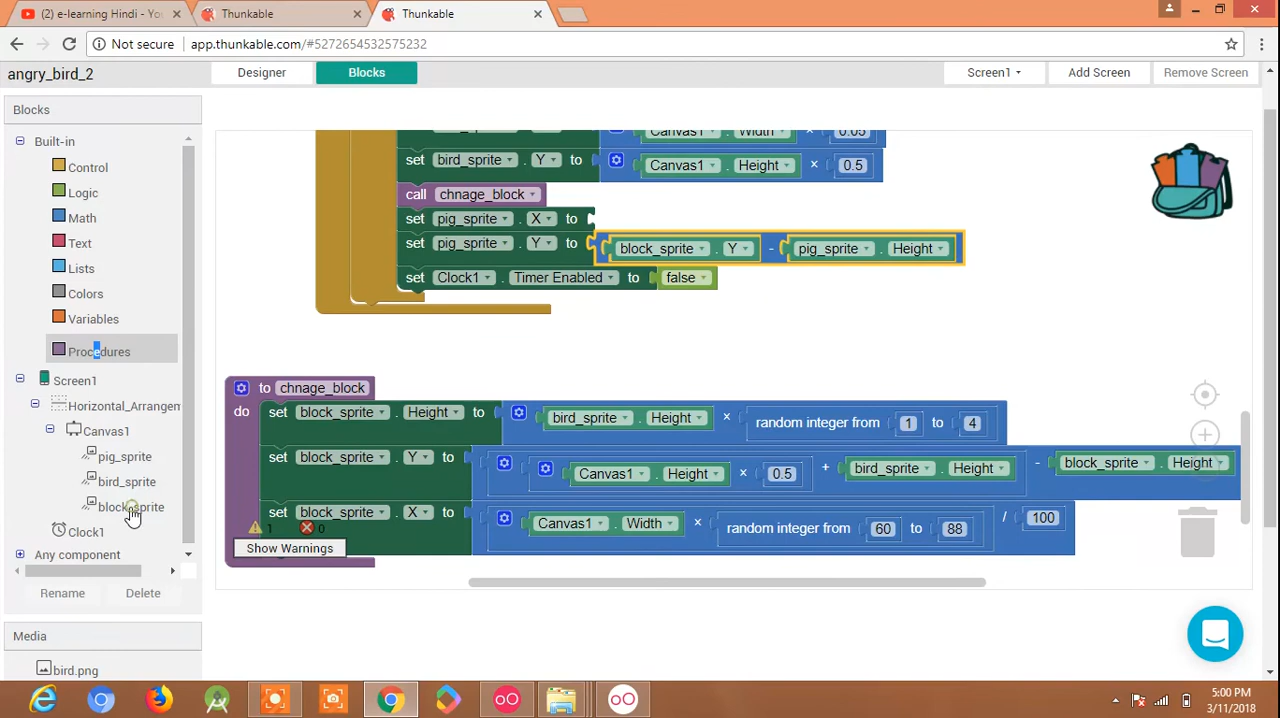 (2) e-learning Hindi - Yo
Thunkable
Thunkable
Not secure
app.thunkable.com/#5272654532575232
angry_bird_2
Designer
Blocks
Screen1
Add Screen
Remove Screen
Blocks
Built-in
Control
Logic
Math
Text
Lists
Colors
Variables
Procedures
Screen1
Horizontal_Arrangem
Canvas1
pig_sprite
bird_sprite
block_sprite
Clock1
Any component
Rename
Delete
Media
bird.png
Canvas1 . Width × 0.05
set bird_sprite . Y to Canvas1 . Height × 0.5
call chnage_block
set pig_sprite . X to
set pig_sprite . Y to block_sprite . Y - pig_sprite . Height
set Clock1 . Timer Enabled to false
to chnage_block
do set block_sprite . Height to bird_sprite . Height × random integer from 1 to 4
set block_sprite . Y to Canvas1 . Height × 0.5 + bird_sprite . Height - block_sprite . Height
set block_sprite . X to Canvas1 . Width × random integer from 60 to 88 / 100
1 0
Show Warnings
5:00 PM
3/11/2018